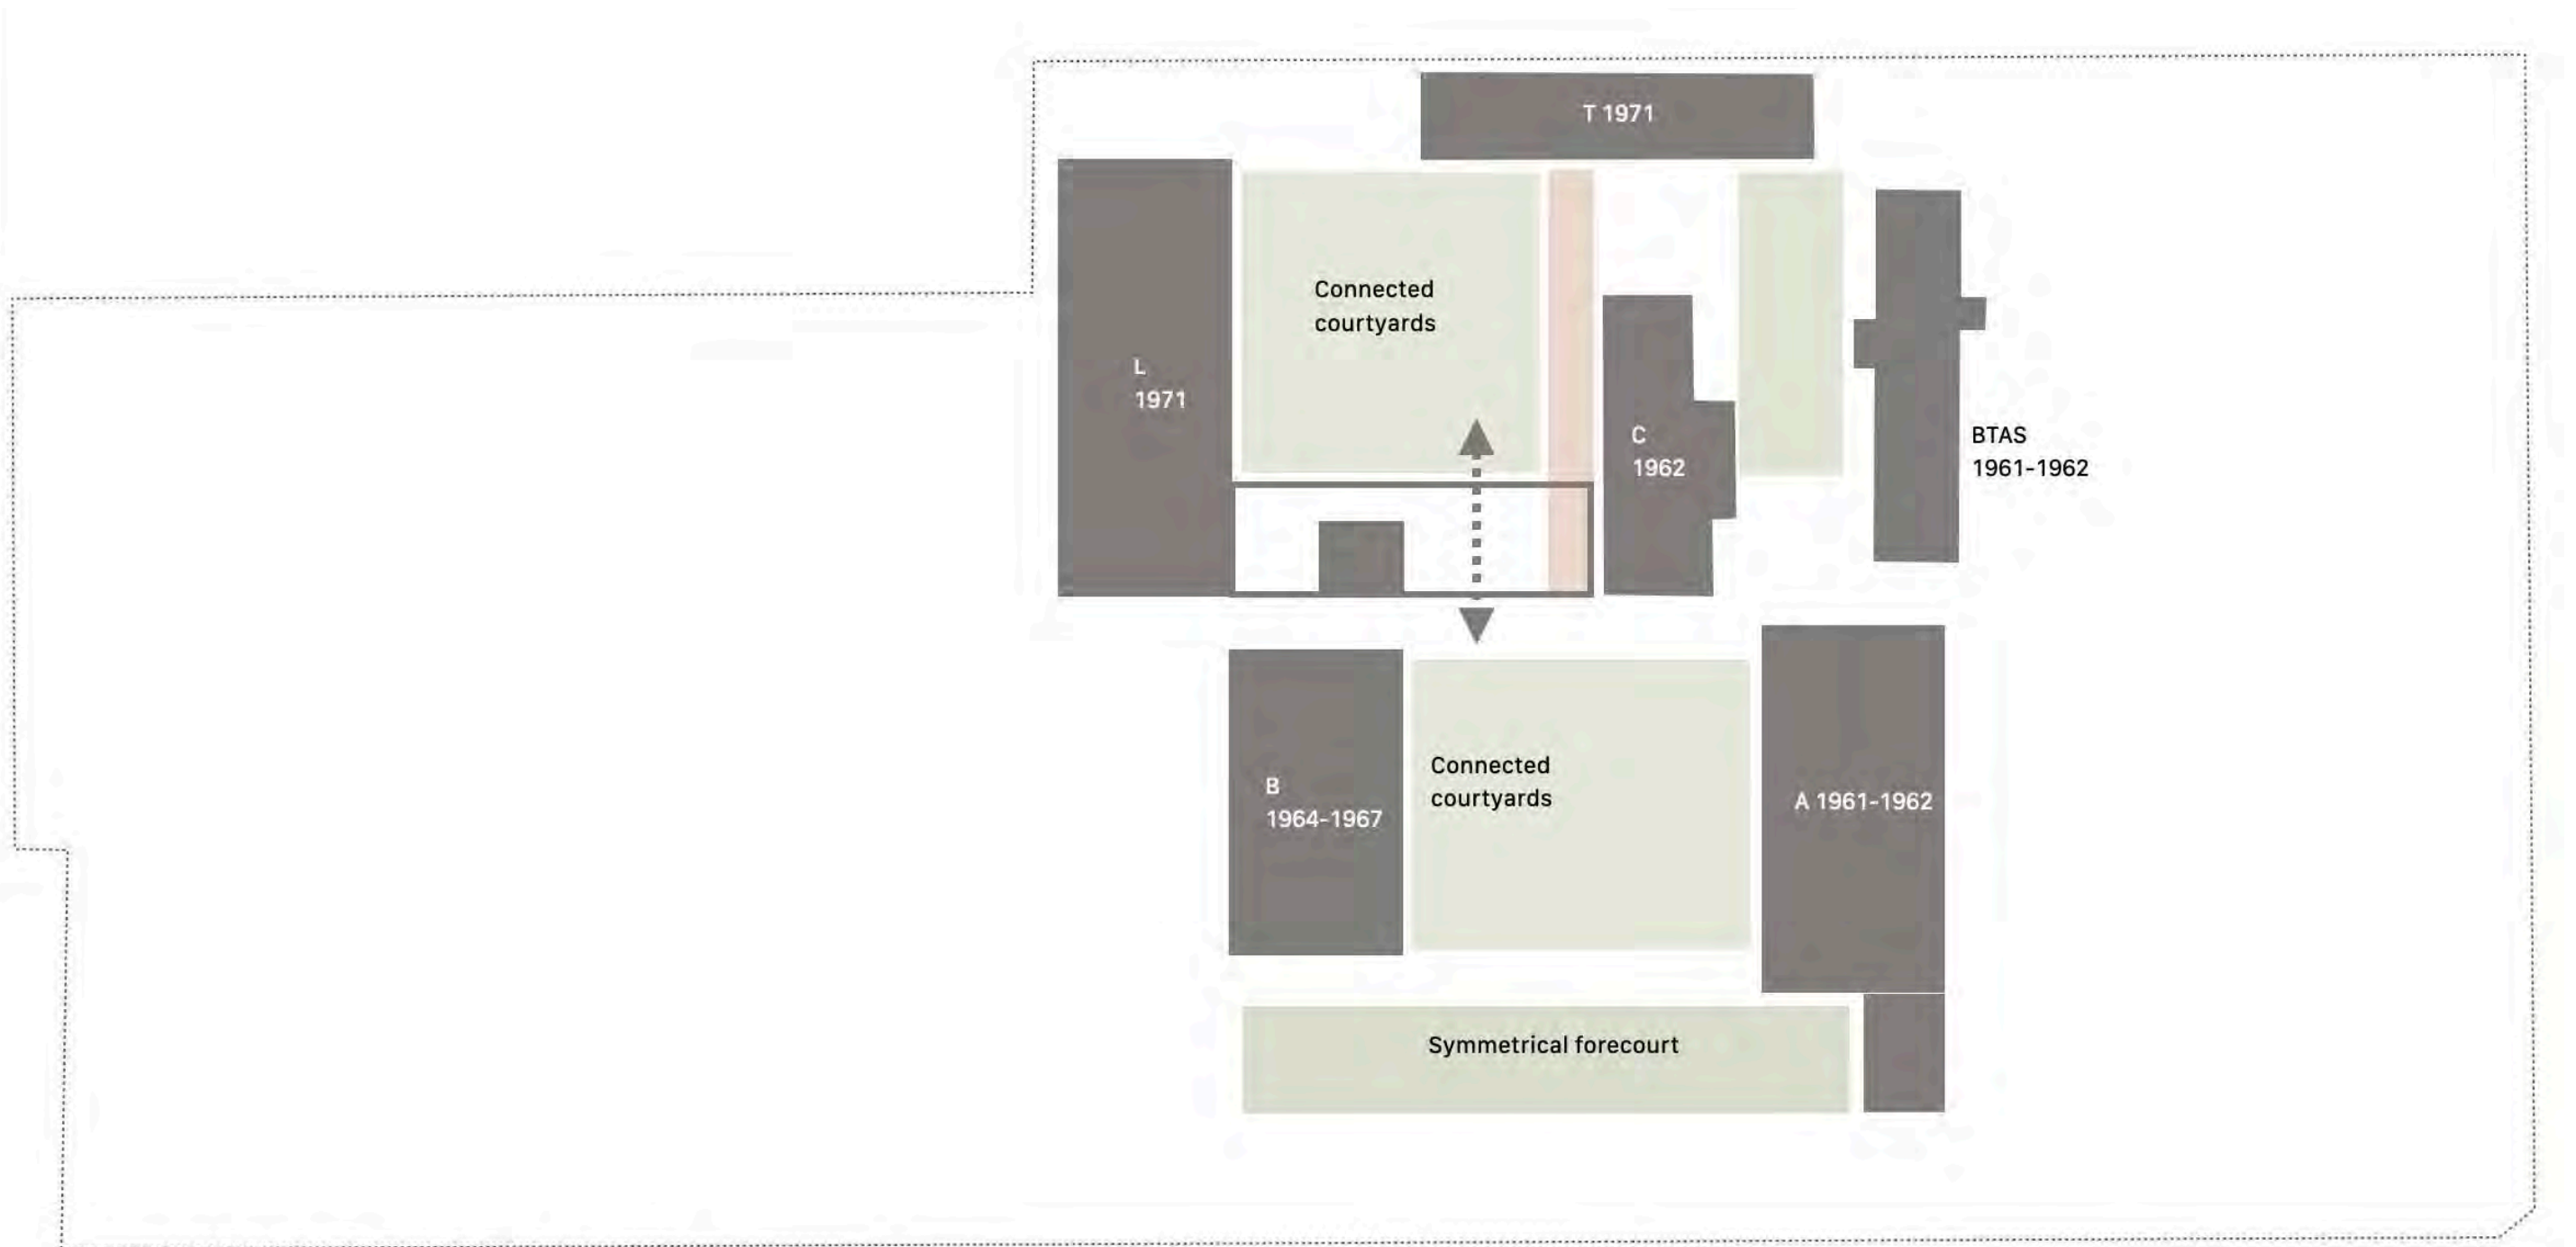 T 1971
Connected
courtyards
L
1971
C
1962
BTAS
1961-1962
Connected
courtyards
B
1964-1967
A 1961-1962
Symmetrical forecourt